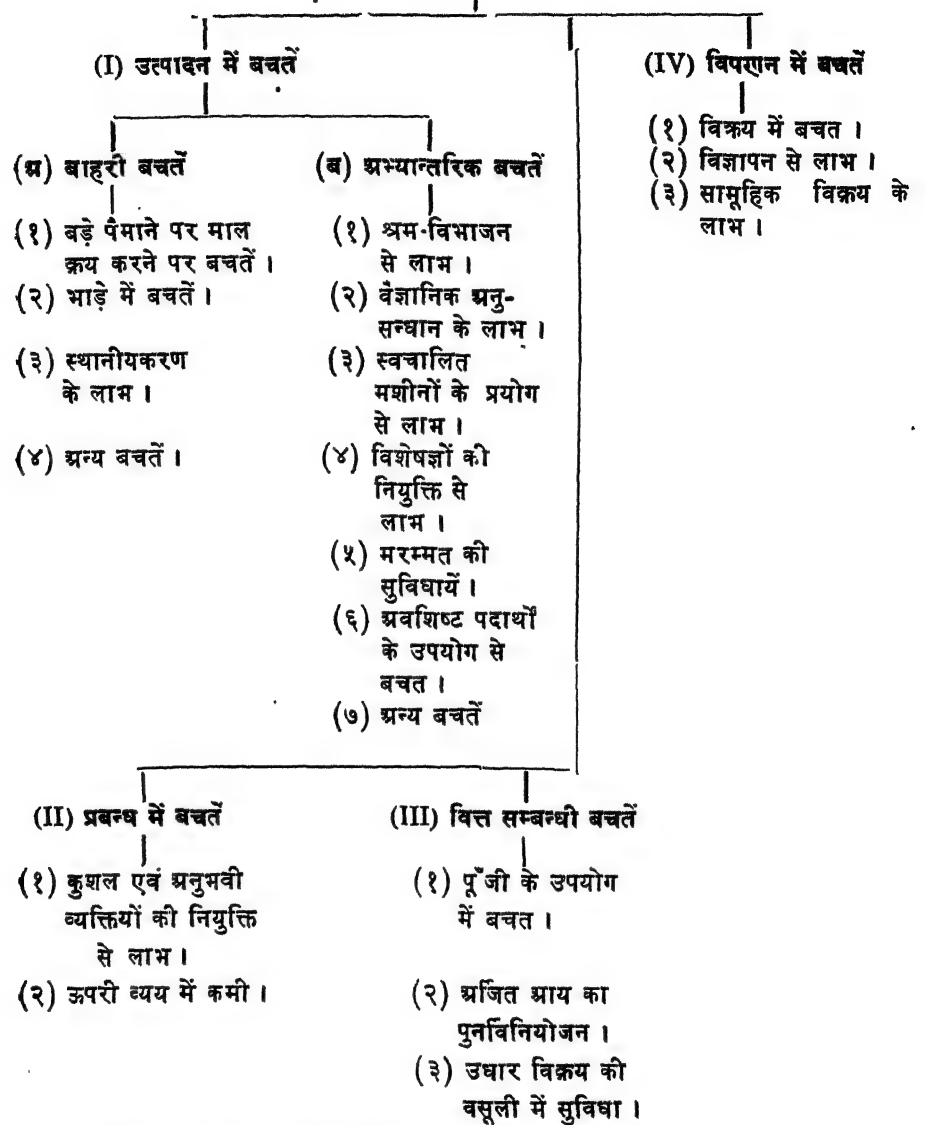 (I) उत्पादन में बचतें
(अ) बाहरी बचतें
(१) बड़े पैमाने पर माल
क्रय करने पर बचतें ।
(२) भाड़े में बचतें ।
(३) स्थानीयकरण
के लाभ ।
(४) अन्य बचतें ।
(ब) अभ्यान्तरिक बचतें
(१) श्रम-विभाजन
से लाभ ।
(२) वैज्ञानिक अनु-
सन्धान के लाभ ।
(३) स्वचालित
मशीनों के प्रयोग
से लाभ ।
(४) विशेषज्ञों की
नियुक्ति से
लाभ ।
(५) मरम्मत की
सुविधायें ।
(६) अवशिष्ट पदार्थों
के उपयोग से
बचत ।
(७) अन्य बचतें
(IV) विपणन में बचतें
(१) विक्रय में बचत ।
(२) विज्ञापन से लाभ ।
(३) सामूहिक विक्रय के
लाभ ।
(II) प्रबन्ध में बचतें
(१) कुशल एवं अनुभवी
व्यक्तियों की नियुक्ति
से लाभ ।
(२) ऊपरी व्यय में कमी ।
(III) वित्त सम्बन्धी बचतें
(१) पूँजी के उपयोग
में बचत ।
(२) अर्जित आय का
पुनर्विनियोजन ।
(३) उधार विक्रय की
वसूली में सुविधा ।